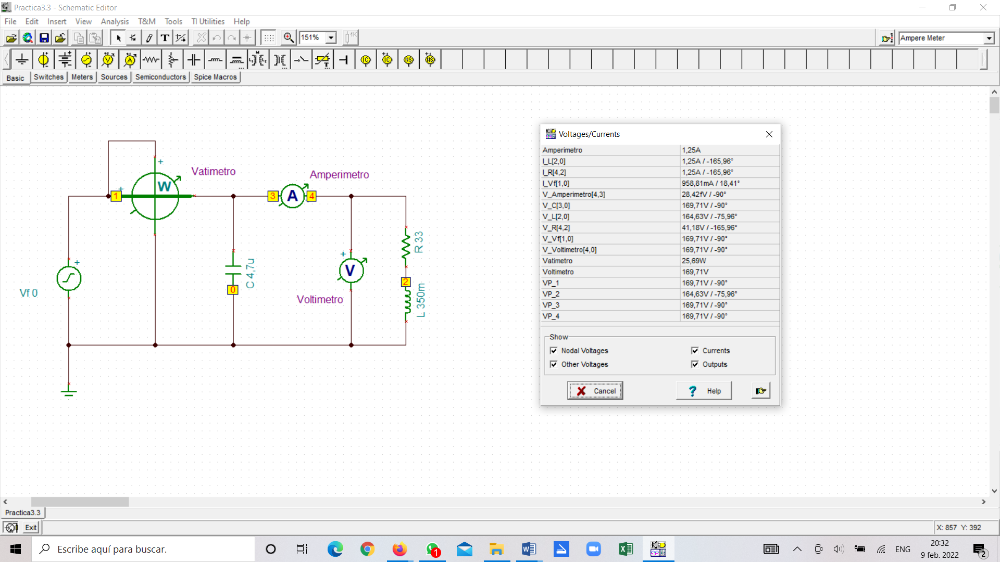 Practica3.3 - Schematic Editor
File Edit Insert View Analysis T&M Tools TI Utilities Help
T 151% 1K Ampere Meter
Basic Switches Meters Sources Semiconductors Spice Macros
Vatimetro
W
1
Amperimetro
3 A 4
R 33
C 4,7u
0
V
Voltimetro
2
L 350m
Vf 0
Voltages/Currents
Amperimetro 1,25A
I_L[2,0] 1,25A / -165,96°
I_R[4,2] 1,25A / -165,96°
I_Vf[1,0] 958,81mA / 18,41°
V_Amperimetro[4,3] 28,42fV / -90°
V_C[3,0] 169,71V / -90°
V_L[2,0] 164,63V / -75,96°
V_R[4,2] 41,18V / -165,96°
V_Vf[1,0] 169,71V / -90°
V_Voltimetro[4,0] 169,71V / -90°
Vatimetro 25,69W
Voltimetro 169,71V
VP_1 169,71V / -90°
VP_2 164,63V / -75,96°
VP_3 169,71V / -90°
VP_4 169,71V / -90°
Show
Nodal Voltages Currents
Other Voltages Outputs
Cancel ? Help
Practica3.3
Exit X: 857 Y: 392
Escribe aquí para buscar. 1 ENG 20:32
9 feb. 2022 2